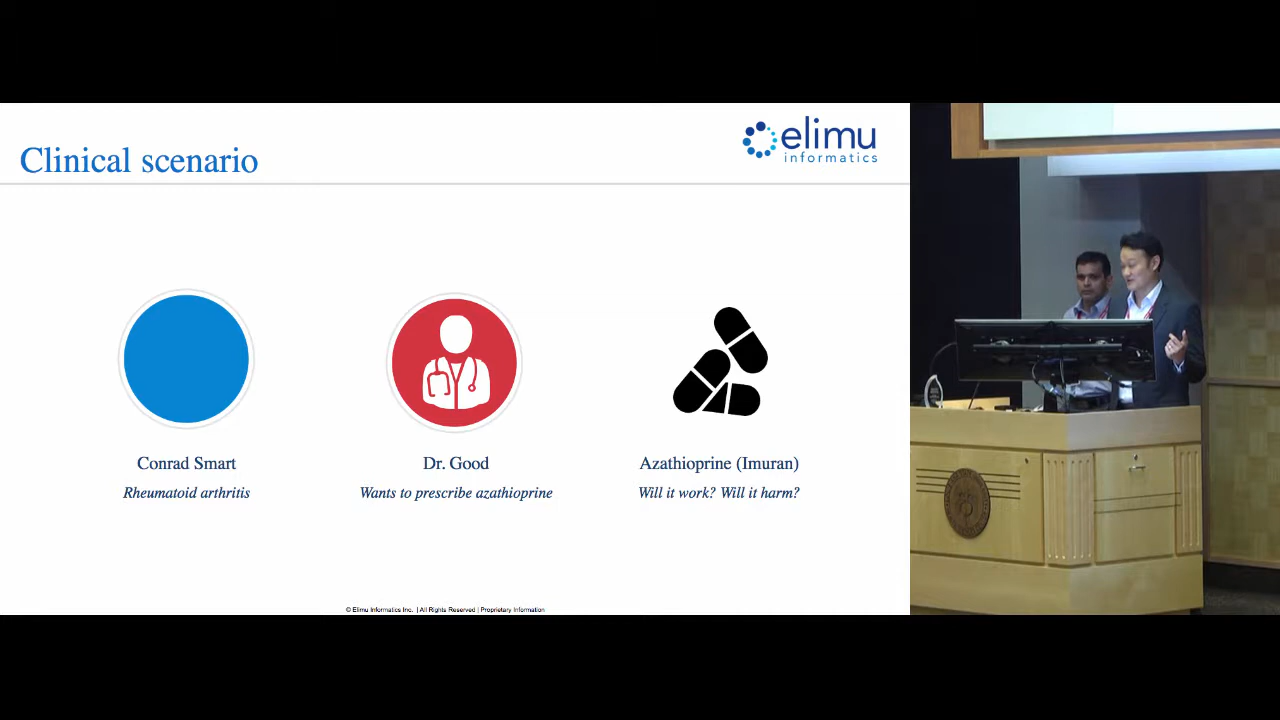 Clinical scenario
elimu
informatics
Conrad Smart
Rheumatoid arthritis
Dr. Good
Wants to prescribe azathioprine
Azathioprine (Imuran)
Will it work? Will it harm?
© Elimu Informatics Inc. | All Rights Reserved | Proprietary Information